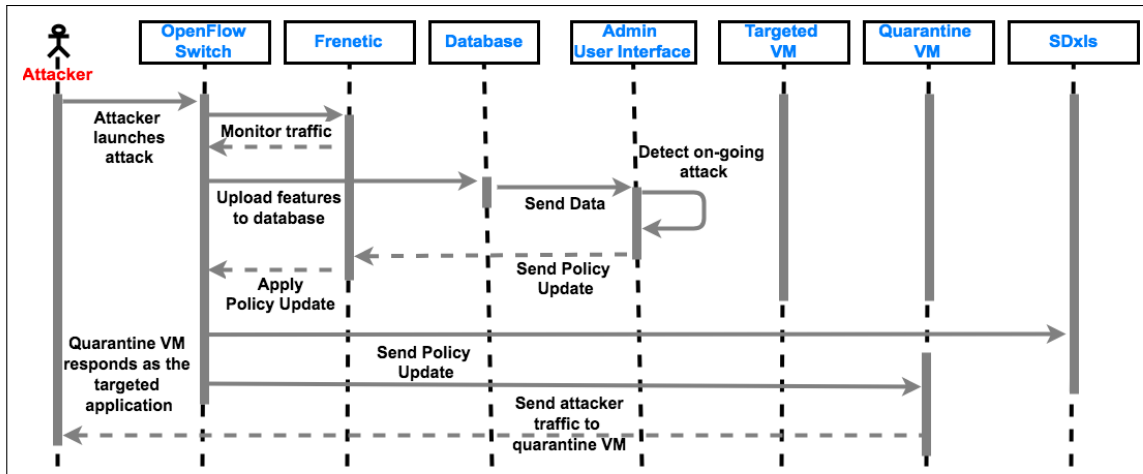 OpenFlow
Switch
Frenetic
Database
Admin
User Interface
Targeted
VM
Quarantine
VM
SDxIs
Attacker
Attacker
launches
attack
Monitor traffic
Detect on-going
attack
Upload features
to database
Send Data
Send Policy
Update
Apply
Policy Update
Quarantine VM
responds as the
targeted
application
Send Policy
Update
Send attacker
traffic to
quarantine VM